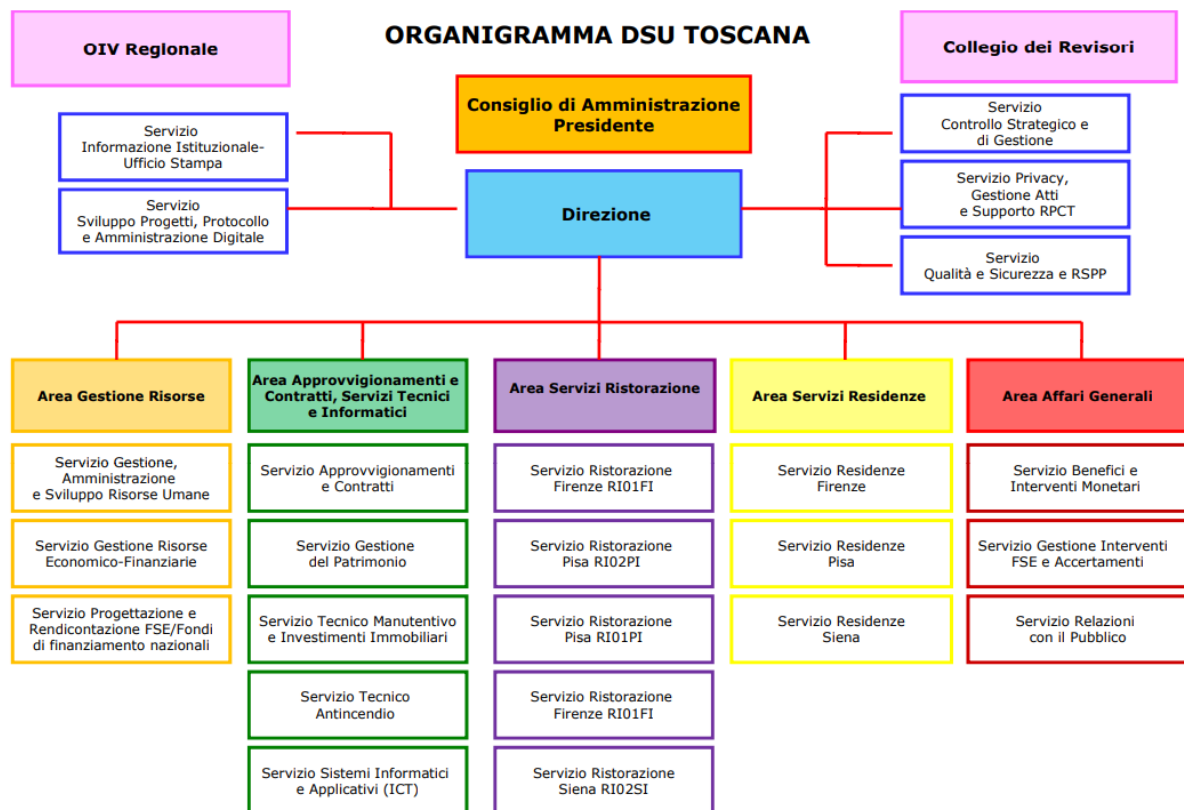 OIV Regionale
ORGANIGRAMMA DSU TOSCANA
Collegio dei Revisori
Consiglio di Amministrazione
Presidente
Servizio
Informazione Istituzionale-
Ufficio Stampa
Servizio
Controllo Strategico e
di Gestione
Servizio
Sviluppo Progetti, Protocollo
e Amministrazione Digitale
Direzione
Servizio Privacy,
Gestione Atti
e Supporto RPCT
Servizio
Qualità e Sicurezza e RSPP
Area Gestione Risorse
Area Approvvigionamenti e
Contratti, Servizi Tecnici
e Informatici
Area Servizi Ristorazione
Area Servizi Residenze
Area Affari Generali
Servizio Gestione,
Amministrazione
e Sviluppo Risorse Umane
Servizio Approvvigionamenti
e Contratti
Servizio Ristorazione
Firenze RI01FI
Servizio Residenze
Firenze
Servizio Benefici e
Interventi Monetari
Servizio Gestione Risorse
Economico-Finanziarie
Servizio Gestione
del Patrimonio
Servizio Ristorazione
Pisa RI02PI
Servizio Residenze
Pisa
Servizio Gestione Interventi
FSE e Accertamenti
Servizio Progettazione e
Rendicontazione FSE/Fondi
di finanziamento nazionali
Servizio Tecnico Manutentivo
e Investimenti Immobiliari
Servizio Ristorazione
Pisa RI01PI
Servizio Residenze
Siena
Servizio Relazioni
con il Pubblico
Servizio Tecnico
Antincendio
Servizio Ristorazione
Firenze RI01FI
Servizio Sistemi Informatici
e Applicativi (ICT)
Servizio Ristorazione
Siena RI02SI